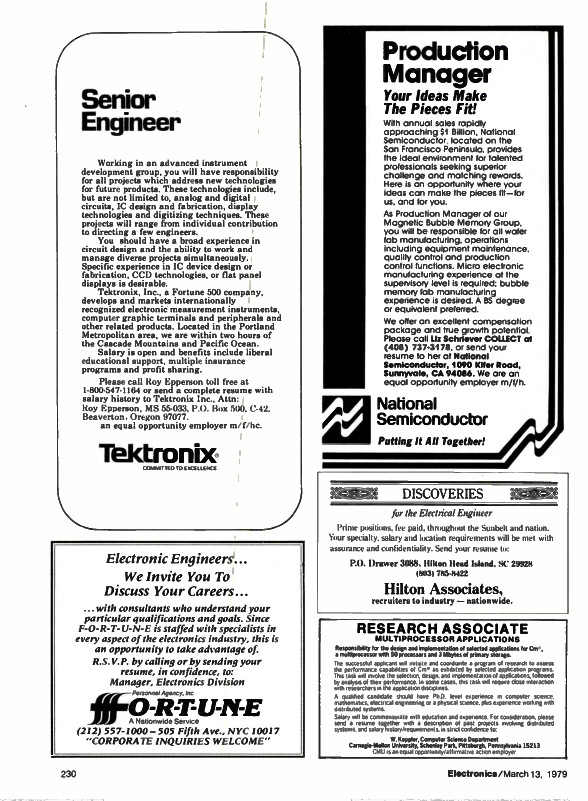 Senior
Engineer
Working in an advanced instrument
development group, you will have responsibility
for all projects which address new technologies
for future products. These technologies include,
but are not limited to, analog and digital
circuits, IC design and fabrication, display
technologies and digitizing techniques. These
projects will range from individual contribution
to directing a few engineers.
You should have a broad experience in
circuit design and the ability to work and
manage diverse projects simultaneously.
Specific experience in IC device design or
fabrication, CCD technologies, or flat panel
displays is desirable.
Tektronix, Inc., a Fortune 500 company,
develops and markets internationally
recognized electronic measurement instruments,
computer graphic terminals and peripherals and
other related products. Located in the Portland
Metropolitan area, we are within two hours of
the Cascade Mountains and Pacific Ocean.
Salary is open and benefits include liberal
educational support, multiple insurance
programs and profit sharing.
Please call Roy Epperson toll free at
1-800-547-1164 or send a complete resume with
salary history to Tektronix Inc., Attn:
Roy Epperson, MS 55-033, P.O. Box 500, C-42,
Beaverton, Oregon 97077.
an equal opportunity employer m/f/hc.
Tektronix®
COMMITTED TO EXCELLENCE
Production
Manager
Your Ideas Make
The Pieces Fit!
With annual sales rapidly
approaching $1 Billion, National
Semiconductor, located on the
San Francisco Peninsula, provides
the ideal environment for talented
professionals seeking superior
challenge and matching rewards.
Here is an opportunity where your
ideas can make the pieces fit—for
us, and for you.
As Production Manager of our
Magnetic Bubble Memory Group,
you will be responsible for all wafer
fab manufacturing, operations
including equipment maintenance,
quality control and production
control functions. Micro electronic
manufacturing experience at the
supervisory level is required; bubble
memory fab manufacturing
experience is desired. A BS degree
or equivalent preferred.
We offer an excellent compensation
package and true growth potential.
Please call Liz Schriever COLLECT at
(408) 737-3178, or send your
resume to her at National
Semiconductor, 1090 Kifer Road,
Sunnyvale, CA 94086. We are an
equal opportunity employer m/f/h.
National
Semiconductor
Putting It All Together!
DISCOVERIES
for the Electrical Engineer
Prime positions, fee paid, throughout the Sunbelt and nation.
Your specialty, salary and location requirements will be met with
assurance and confidentiality. Send your resume to:
P.O. Drawer 3088, Hilton Head Island, SC 29928
(803) 785-8422
Hilton Associates,
recruiters to industry — nationwide.
Electronic Engineers...
We Invite You To
Discuss Your Careers...
...with consultants who understand your
particular qualifications and goals. Since
F-O-R-T-U-N-E is staffed with specialists in
every aspect of the electronics industry, this is
an opportunity to take advantage of.
R.S.V.P. by calling or by sending your
resume, in confidence, to:
Manager, Electronics Division
Personnel Agency, Inc.
F-O-R-T-U-N-E
A Nationwide Service
(212) 557-1000 – 505 Fifth Ave., NYC 10017
"CORPORATE INQUIRIES WELCOME"
RESEARCH ASSOCIATE
MULTIPROCESSOR APPLICATIONS
Responsibility for the design and implementation of selected applications for Cm*,
a multiprocessor with 50 processors and 3 Mbytes of primary storage.
The successful applicant will initiate and coordinate a program of research to assess
the performance capabilities of Cm* as exhibited by selected application programs.
This task will involve the selection, design, and implementation of applications, followed
by analysis of their performance. In some cases, this task will require close interaction
with researchers in the application disciplines.
A qualified candidate should have Ph.D. level experience in computer science,
mathematics, electrical engineering or a physical science, plus experience working with
distributed systems.
Salary will be commensurate with education and experience. For consideration, please
send a resume together with a description of past projects involving distributed
systems, and salary history/requirements, in strict confidence to:
W. Keppler, Computer Science Department
Carnegie-Mellon University, Schenley Park, Pittsburgh, Pennsylvania 15213
CMU is an equal opportunity/affirmative action employer
230
Electronics/March 13, 1979